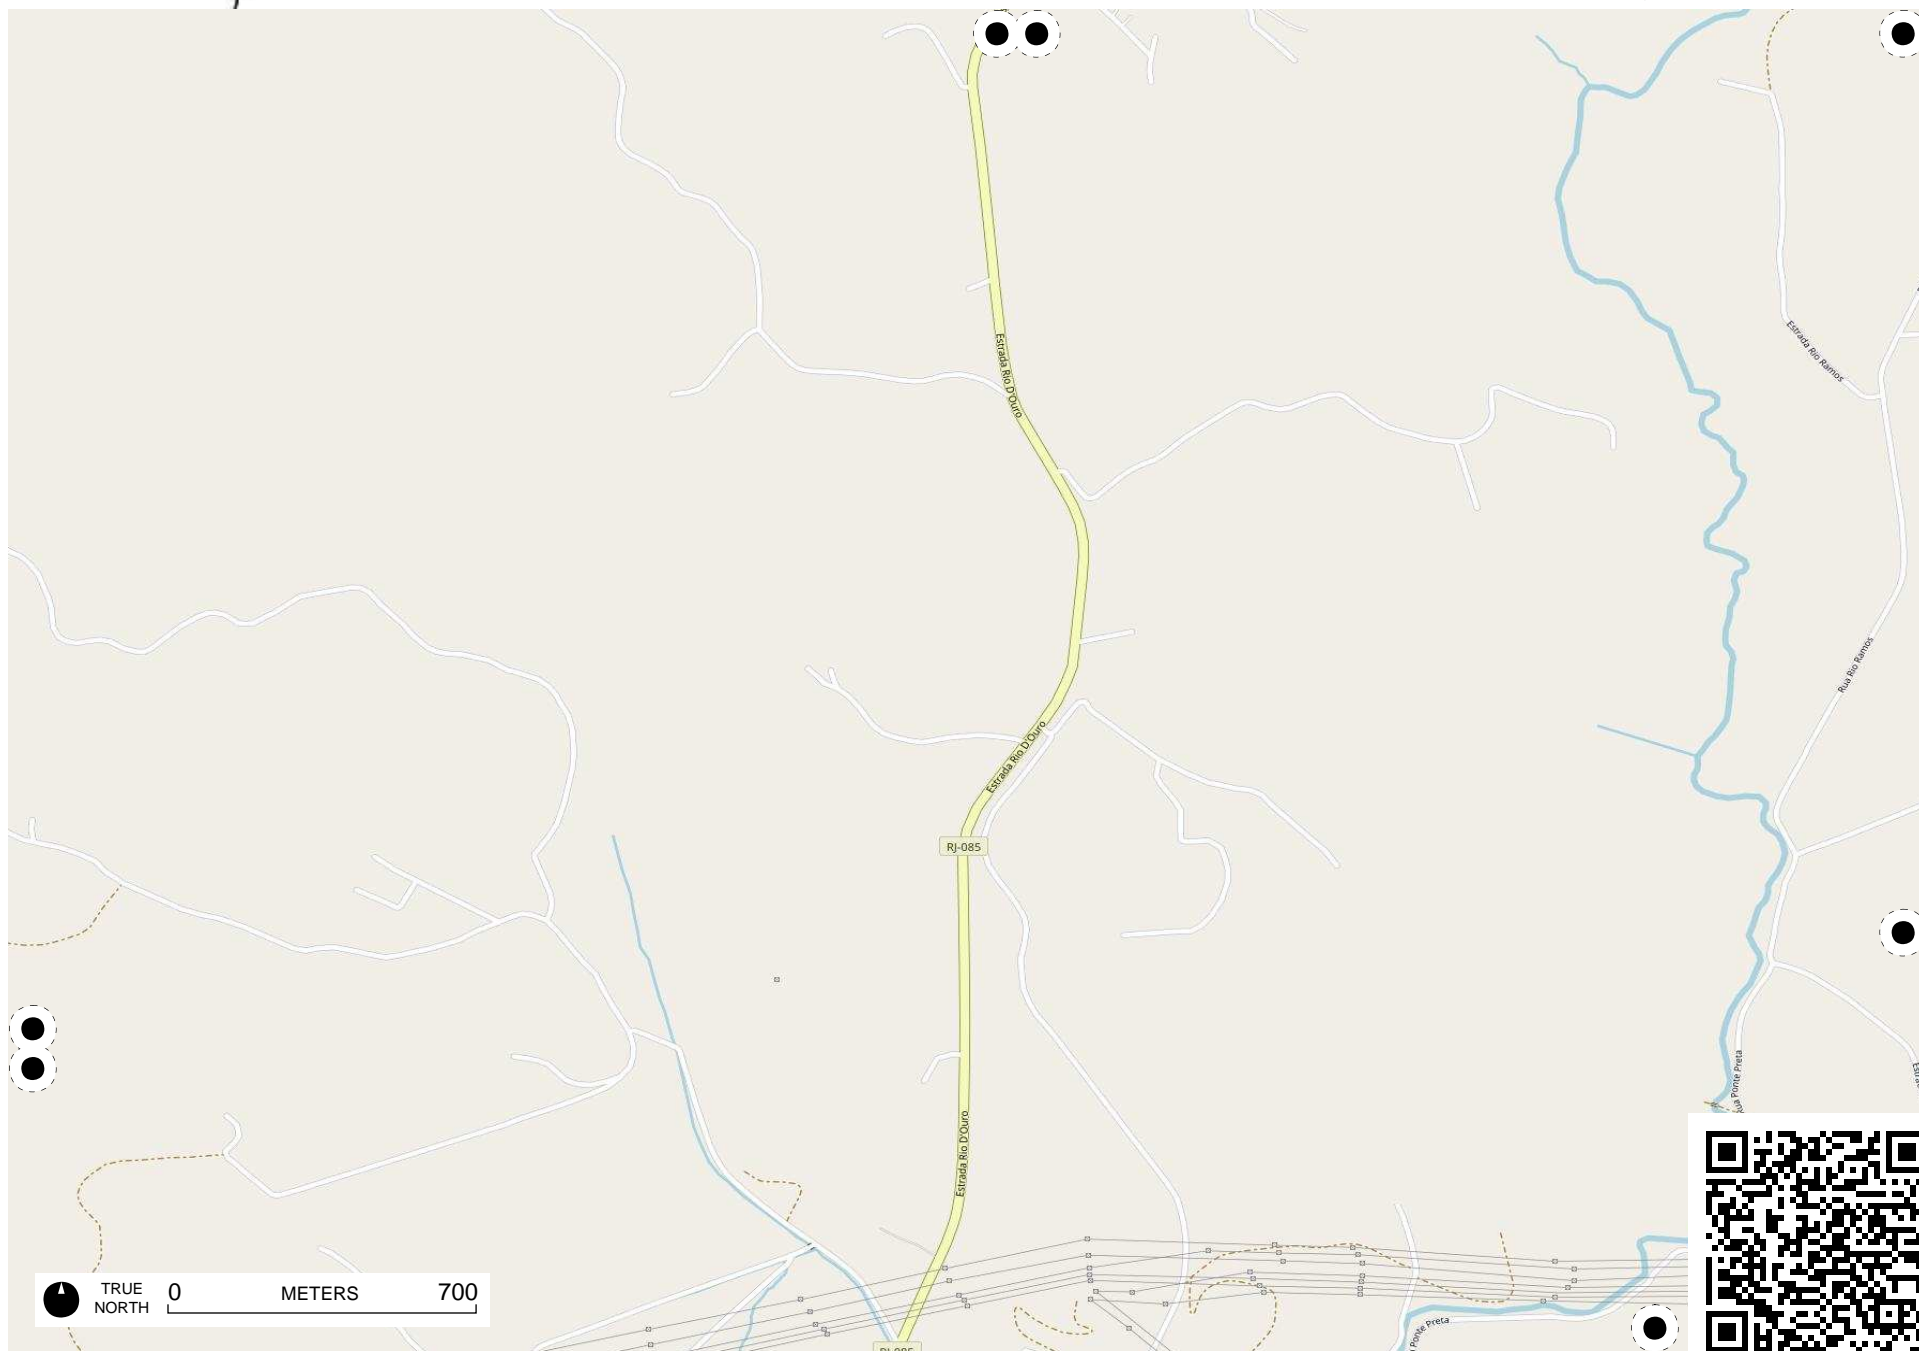 Estrada Rio D'Ouro
Estrada Rio Ramos
Rua Rio Ramos
Estrada Rio D'Ouro
RJ-085
Rua Ponte Preta
Estrada Rio D'Ouro
TRUE
NORTH
0 METERS 700
Ponte Preta